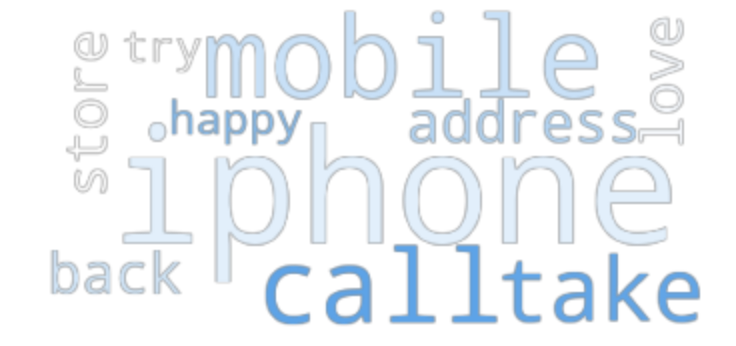 store
try
mobile
love
happy
address
iphone
back
call
take